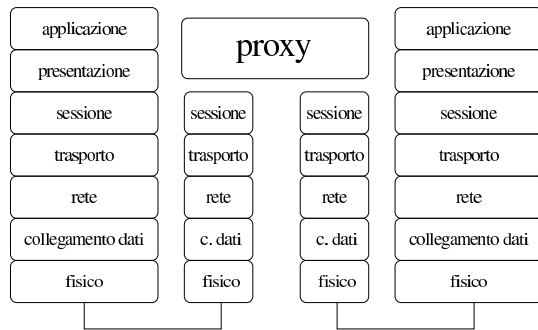 applicazione
presentazione
sessione
trasporto
rete
collegamento dati
fisico
proxy
sessione
trasporto
rete
c. dati
fisico
sessione
trasporto
rete
c. dati
fisico
applicazione
presentazione
sessione
trasporto
rete
collegamento dati
fisico